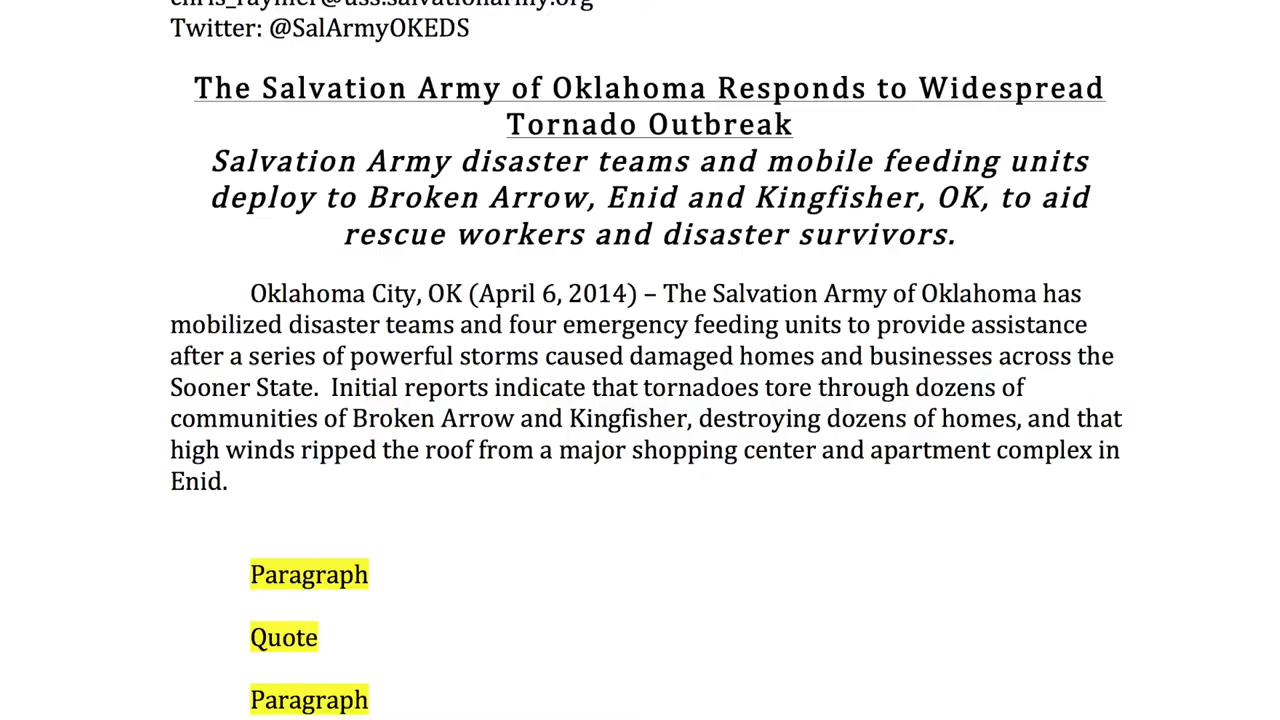 chris_raymer@uss.salvationarmy.org
Twitter: @SalArmyOKEDS
The Salvation Army of Oklahoma Responds to Widespread
Tornado Outbreak
Salvation Army disaster teams and mobile feeding units
deploy to Broken Arrow, Enid and Kingfisher, OK, to aid
rescue workers and disaster survivors.
Oklahoma City, OK (April 6, 2014) – The Salvation Army of Oklahoma has
mobilized disaster teams and four emergency feeding units to provide assistance
after a series of powerful storms caused damaged homes and businesses across the
Sooner State.  Initial reports indicate that tornadoes tore through dozens of
communities of Broken Arrow and Kingfisher, destroying dozens of homes, and that
high winds ripped the roof from a major shopping center and apartment complex in
Enid.
Paragraph
Quote
Paragraph